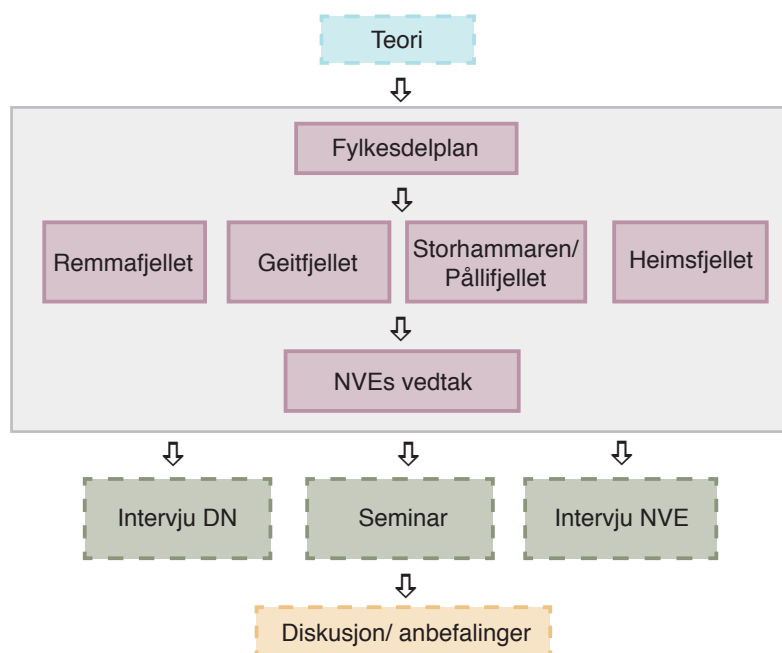 Teori
Fylkesdelplan
Remmafjellet
Geitfjellet
Storhammaren/
Pållifjellet
Heimsfjellet
NVEs vedtak
Intervju DN
Seminar
Intervju NVE
Diskusjon/ anbefalinger